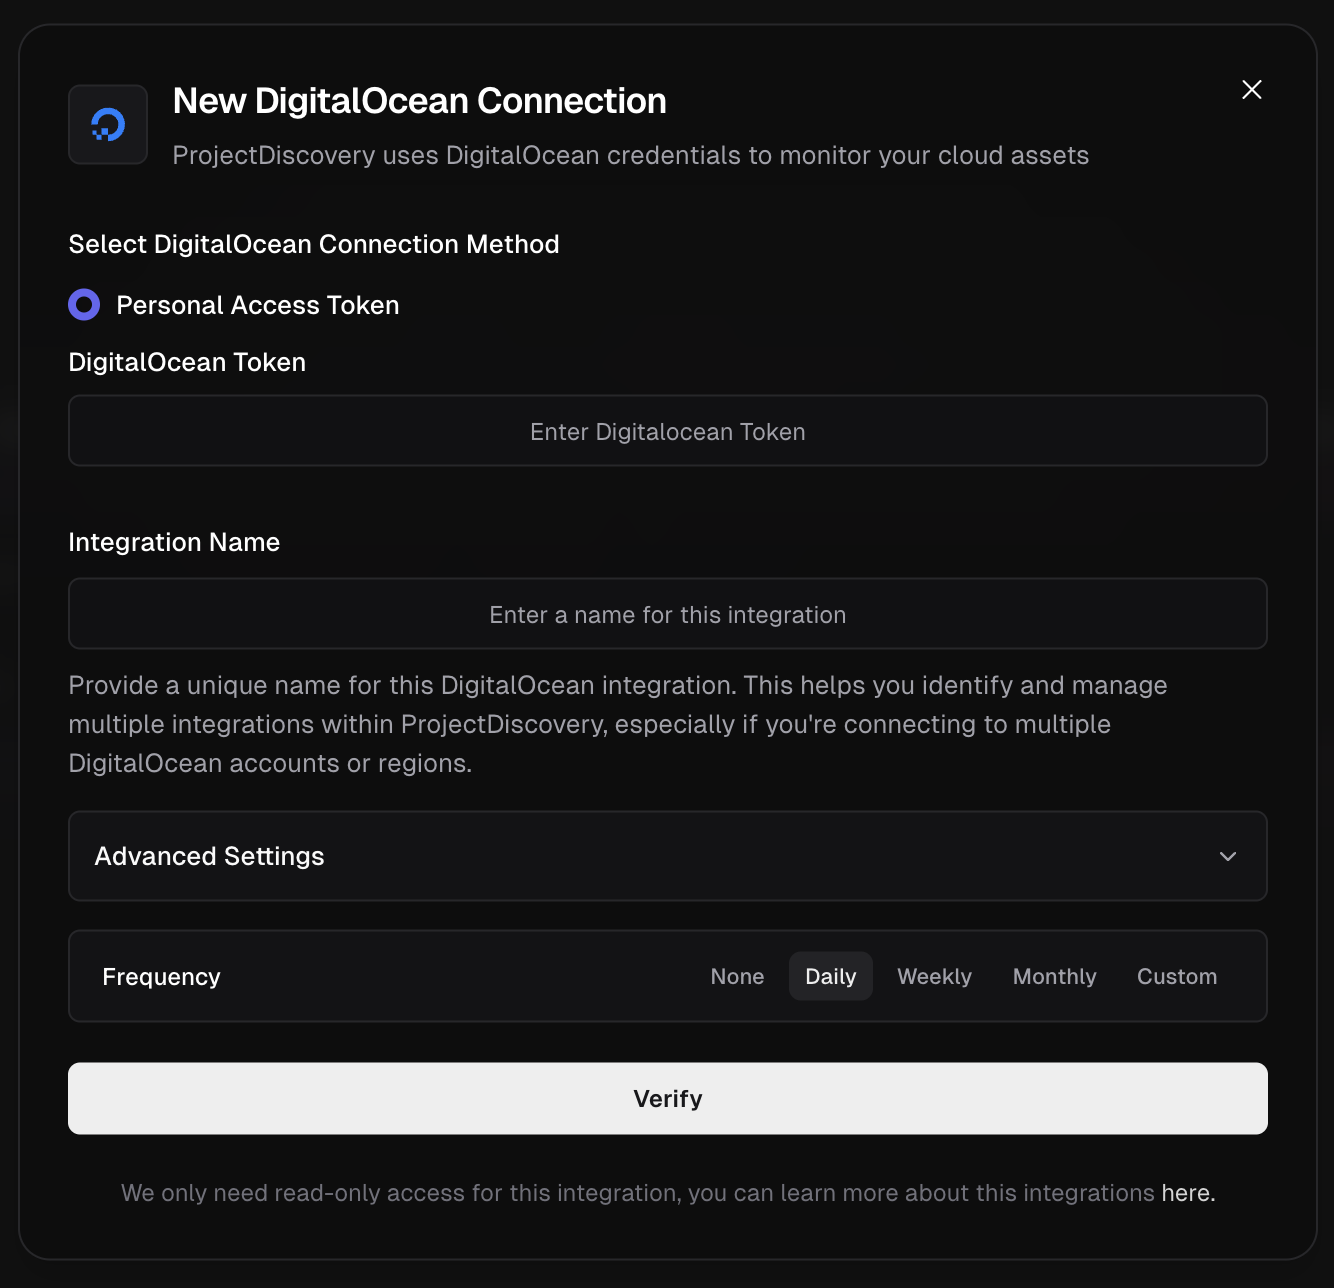 New DigitalOcean Connection
ProjectDiscovery uses DigitalOcean credentials to monitor your cloud assets
Select DigitalOcean Connection Method
Personal Access Token
DigitalOcean Token
Enter Digitalocean Token
Integration Name
Enter a name for this integration
Provide a unique name for this DigitalOcean integration. This helps you identify and manage
multiple integrations within ProjectDiscovery, especially if you're connecting to multiple
DigitalOcean accounts or regions.
Advanced Settings
Frequency None Daily Weekly Monthly Custom
Verify
We only need read-only access for this integration, you can learn more about this integrations here.